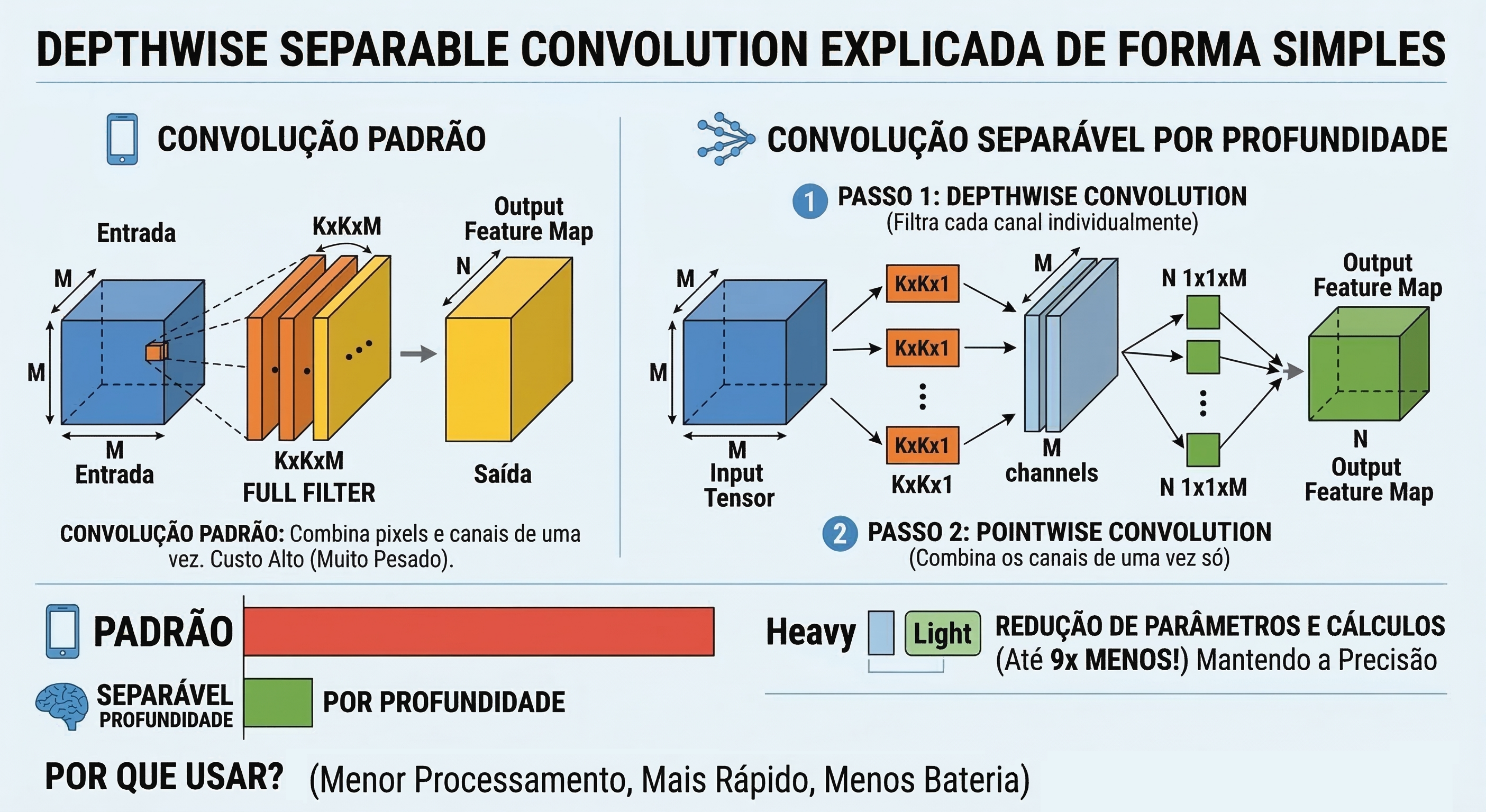 DEPTHWISE SEPARABLE CONVOLUTION EXPLICADA DE FORMA SIMPLES
CONVOLUÇÃO PADRÃO
Entrada
M
M
M
Entrada
KxKxM
KxKxM
FULL FILTER
Output
Feature Map
N
Saída
CONVOLUÇÃO PADRÃO: Combina pixels e canais de uma
vez. Custo Alto (Muito Pesado).
CONVOLUÇÃO SEPARÁVEL POR PROFUNDIDADE
1 PASSO 1: DEPTHWISE CONVOLUTION
(Filtra cada canal individualmente)
M
M
M
Input
Tensor
KxKx1
KxKx1
KxKx1
KxKx1
M
M
channels
N 1x1xM
N 1x1xM
Output
Feature Map
N
Output
Feature Map
2 PASSO 2: POINTWISE CONVOLUTION
(Combina os canais de uma vez só)
PADRÃO
SEPARÁVEL
PROFUNDIDADE
POR PROFUNDIDADE
Heavy
Light
REDUÇÃO DE PARÂMETROS E CÁLCULOS
(Até 9x MENOS!) Mantendo a Precisão
POR QUE USAR? (Menor Processamento, Mais Rápido, Menos Bateria)